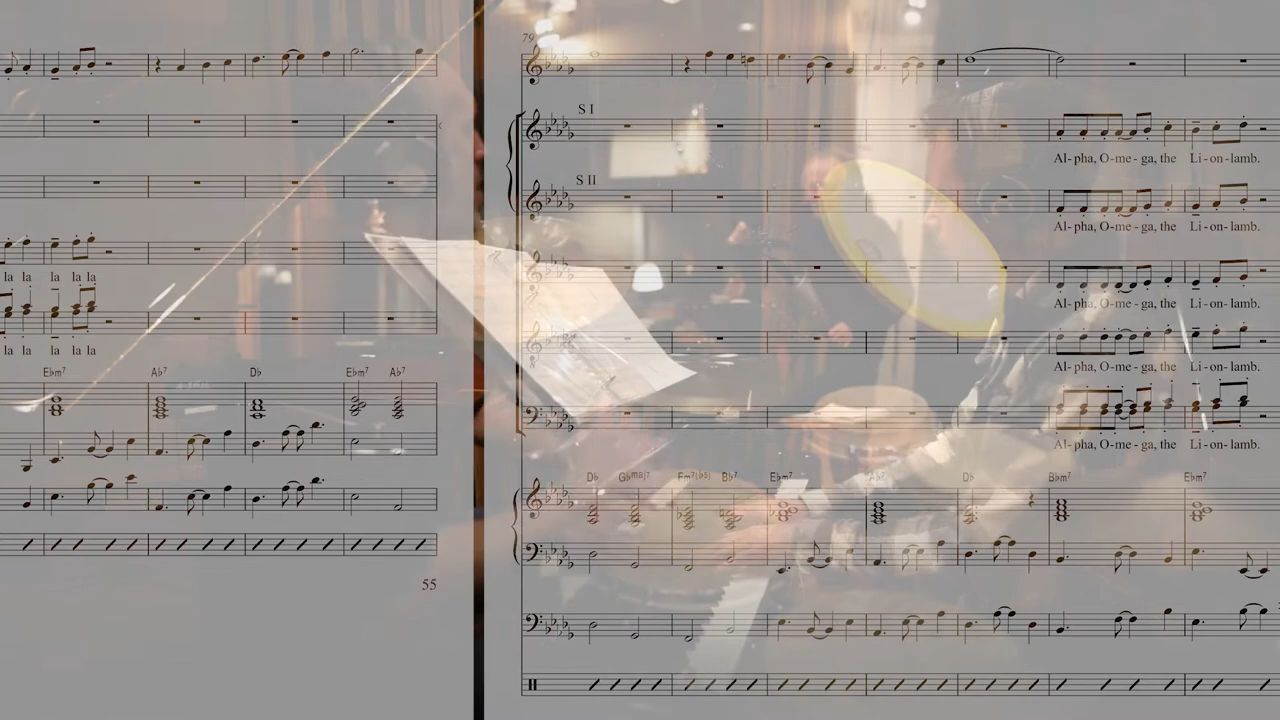 la la la la la
la la la la la
Ebm7 Ab7 Db Ebm7 Ab7
55
79
S I
Al-pha, O-me-ga, the Li-on-lamb.
S II
Al-pha, O-me-ga, the Li-on-lamb.
Al-pha, O-me-ga, the Li-on-lamb.
Al-pha, O-me-ga, the Li-on-lamb.
Al-pha, O-me-ga, the Li-on-lamb.
Db Gbmaj7 Fm7(b5) Bb7 Ebm7 Ab7 Db Bbm7 Ebm7